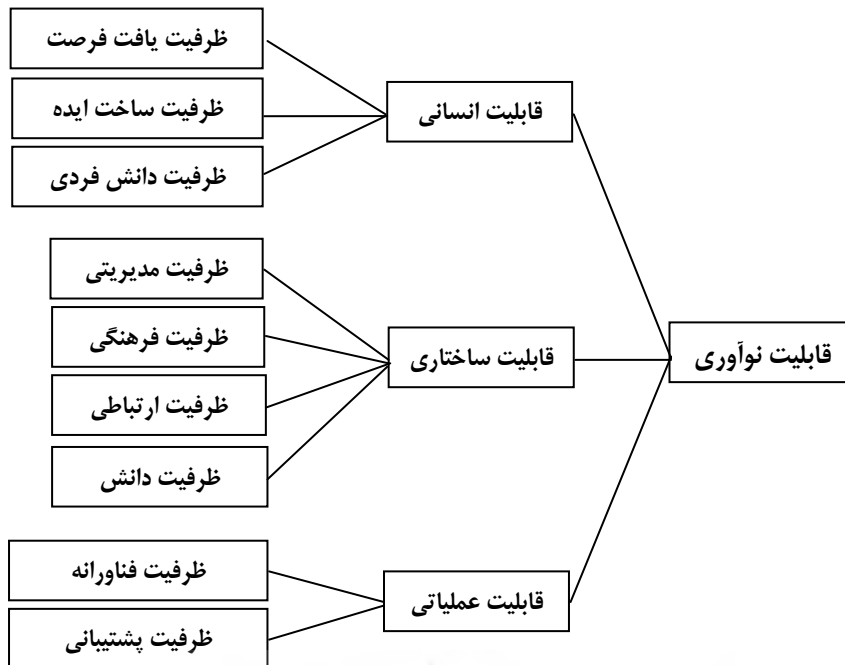 قابلیت نوآوری
قابلیت انسانی
ظرفیت یافت فرصت
ظرفیت ساخت ایده
ظرفیت دانش فردی
قابلیت ساختاری
ظرفیت مدیریتی
ظرفیت فرهنگی
ظرفیت ارتباطی
ظرفیت دانش
قابلیت عملیاتی
ظرفیت فناورانه
ظرفیت پشتیبانی